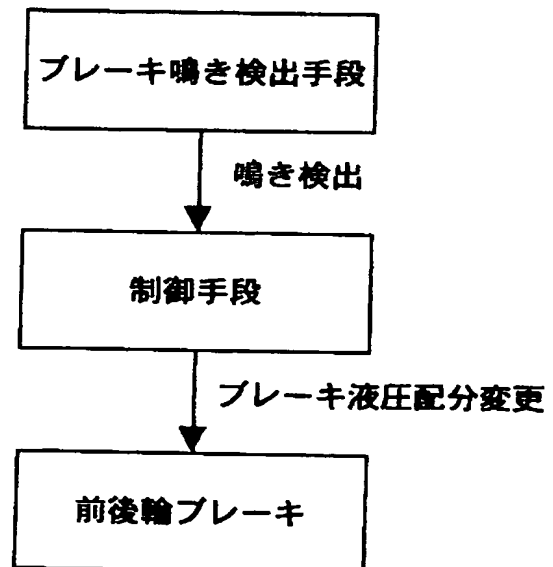 ブレーキ鳴き検出手段
鳴き検出
制御手段
ブレーキ液圧配分変更
前後輪ブレーキ